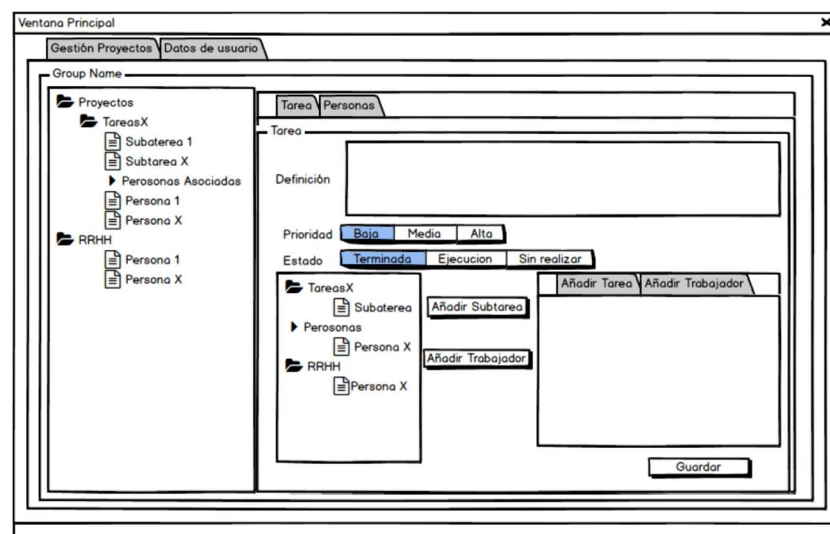 Ventana Principal
Gestión Proyectos Datos de usuario
Group Name
Proyectos
TareasX
Subaterea 1
Subtarea X
Perosonas Asociadas
Persona 1
Persona X
RRHH
Persona 1
Persona X
Tarea Personas
Tarea
Definición
Prioridad Baja Media Alta
Estado Terminada Ejecucion Sin realizar
TareasX
Subaterea
Perosonas
Persona X
RRHH
Persona X
Añadir Subtarea
Añadir Trabajador
Añadir Tarea Añadir Trabajador
Guardar